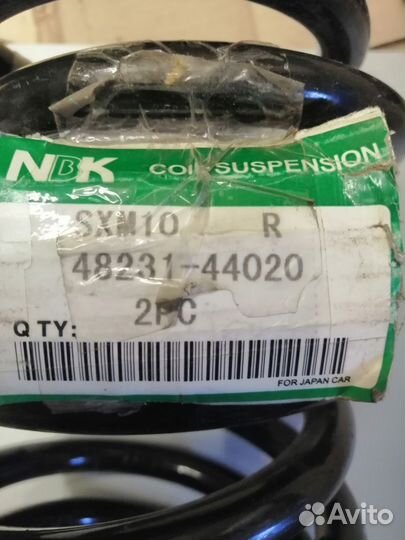 NBK COIL SUSPENSION
SXM10 R
48231-44020
2PC
Q TY:
FOR JAPAN CAR
Avito